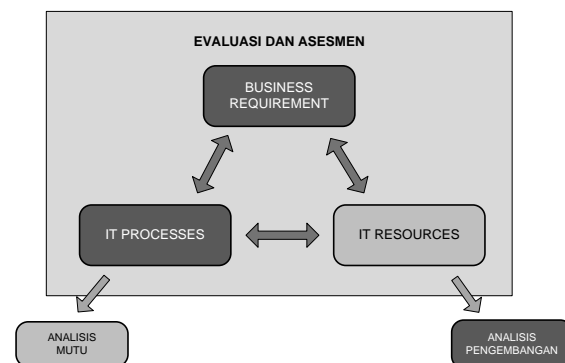 EVALUASI DAN ASESMEN
BUSINESS
REQUIREMENT
IT PROCESSES
IT RESOURCES
ANALISIS
MUTU
ANALISIS
PENGEMBANGAN